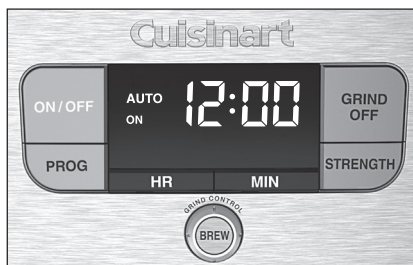 Cuisinart
ON/OFF
AUTO
ON
12:00
GRIND
OFF
PROG
HR
MIN
STRENGTH
GRIND CONTROL
BREW